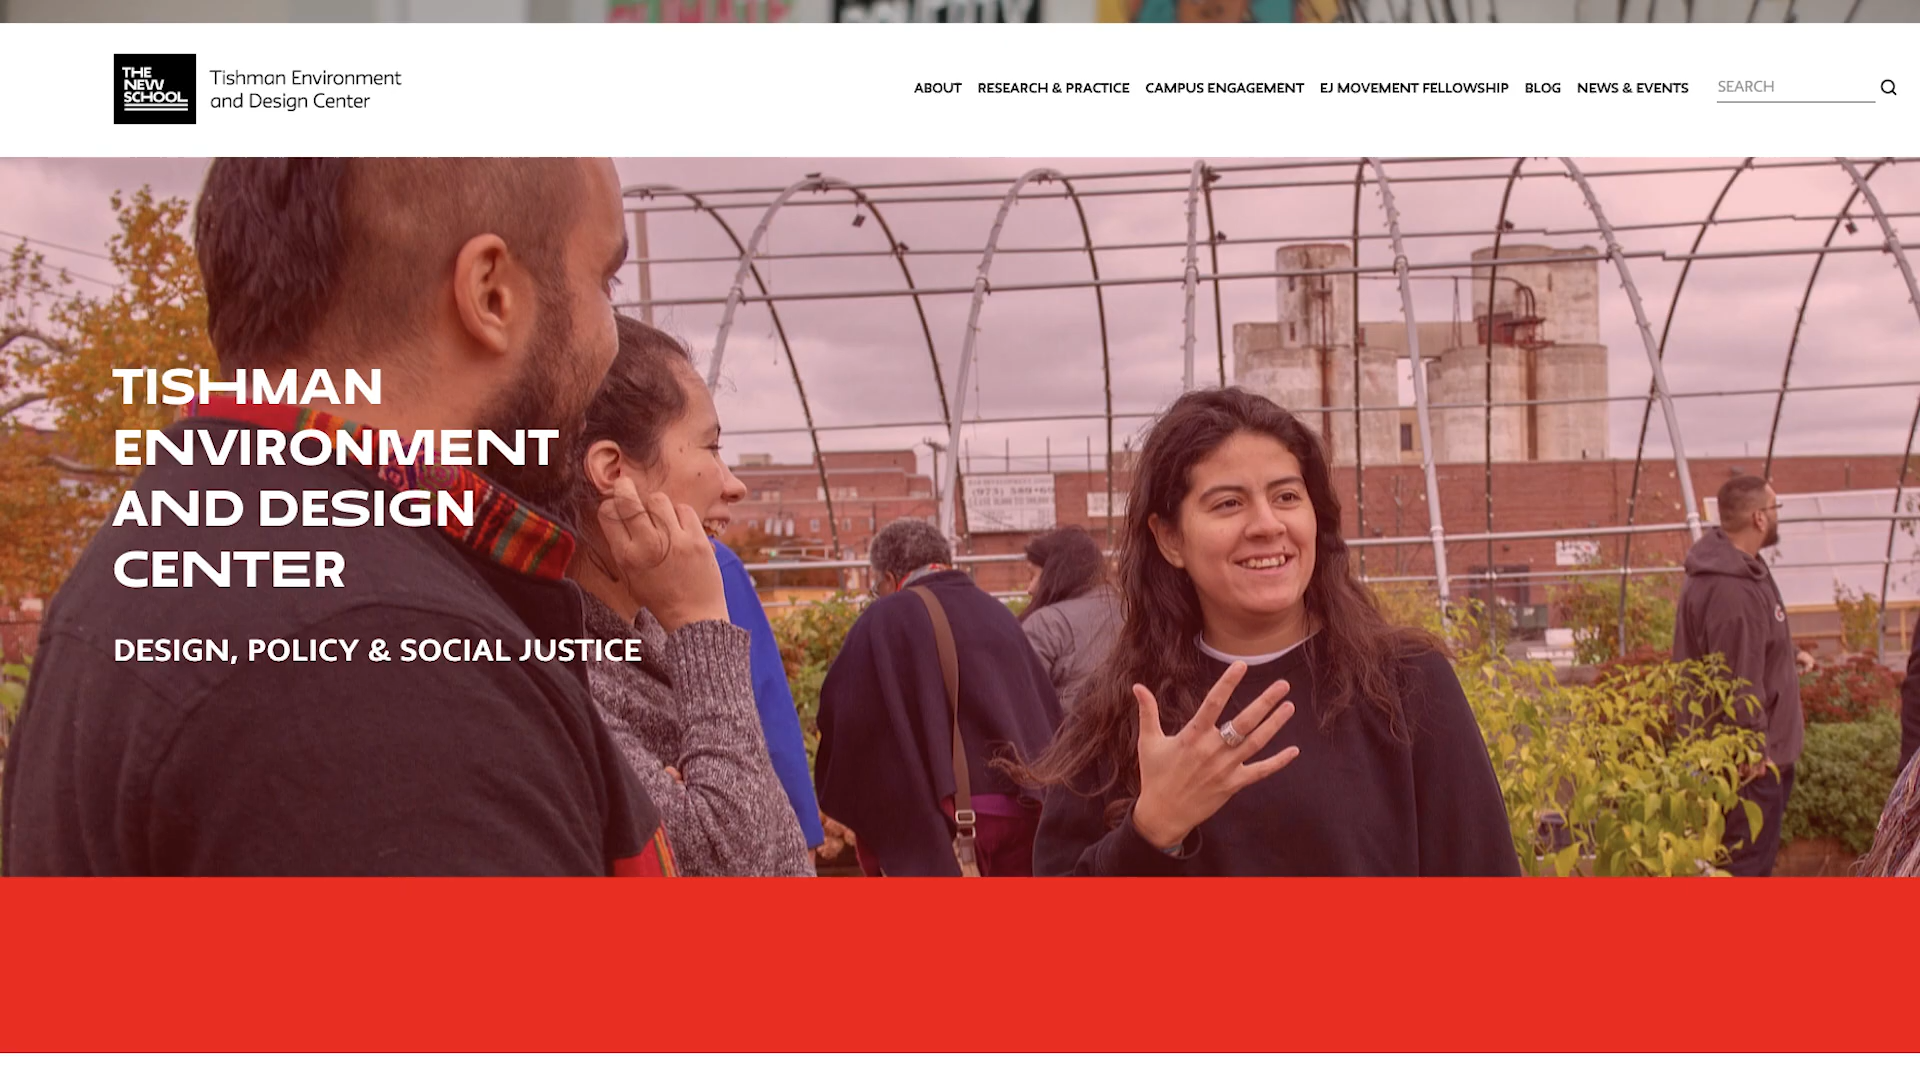 THE
NEW
SCHOOL
Tishman Environment
and Design Center
ABOUT RESEARCH & PRACTICE CAMPUS ENGAGEMENT EJ MOVEMENT FELLOWSHIP BLOG NEWS & EVENTS SEARCH
TISHMAN
ENVIRONMENT
AND DESIGN
CENTER
DESIGN, POLICY & SOCIAL JUSTICE